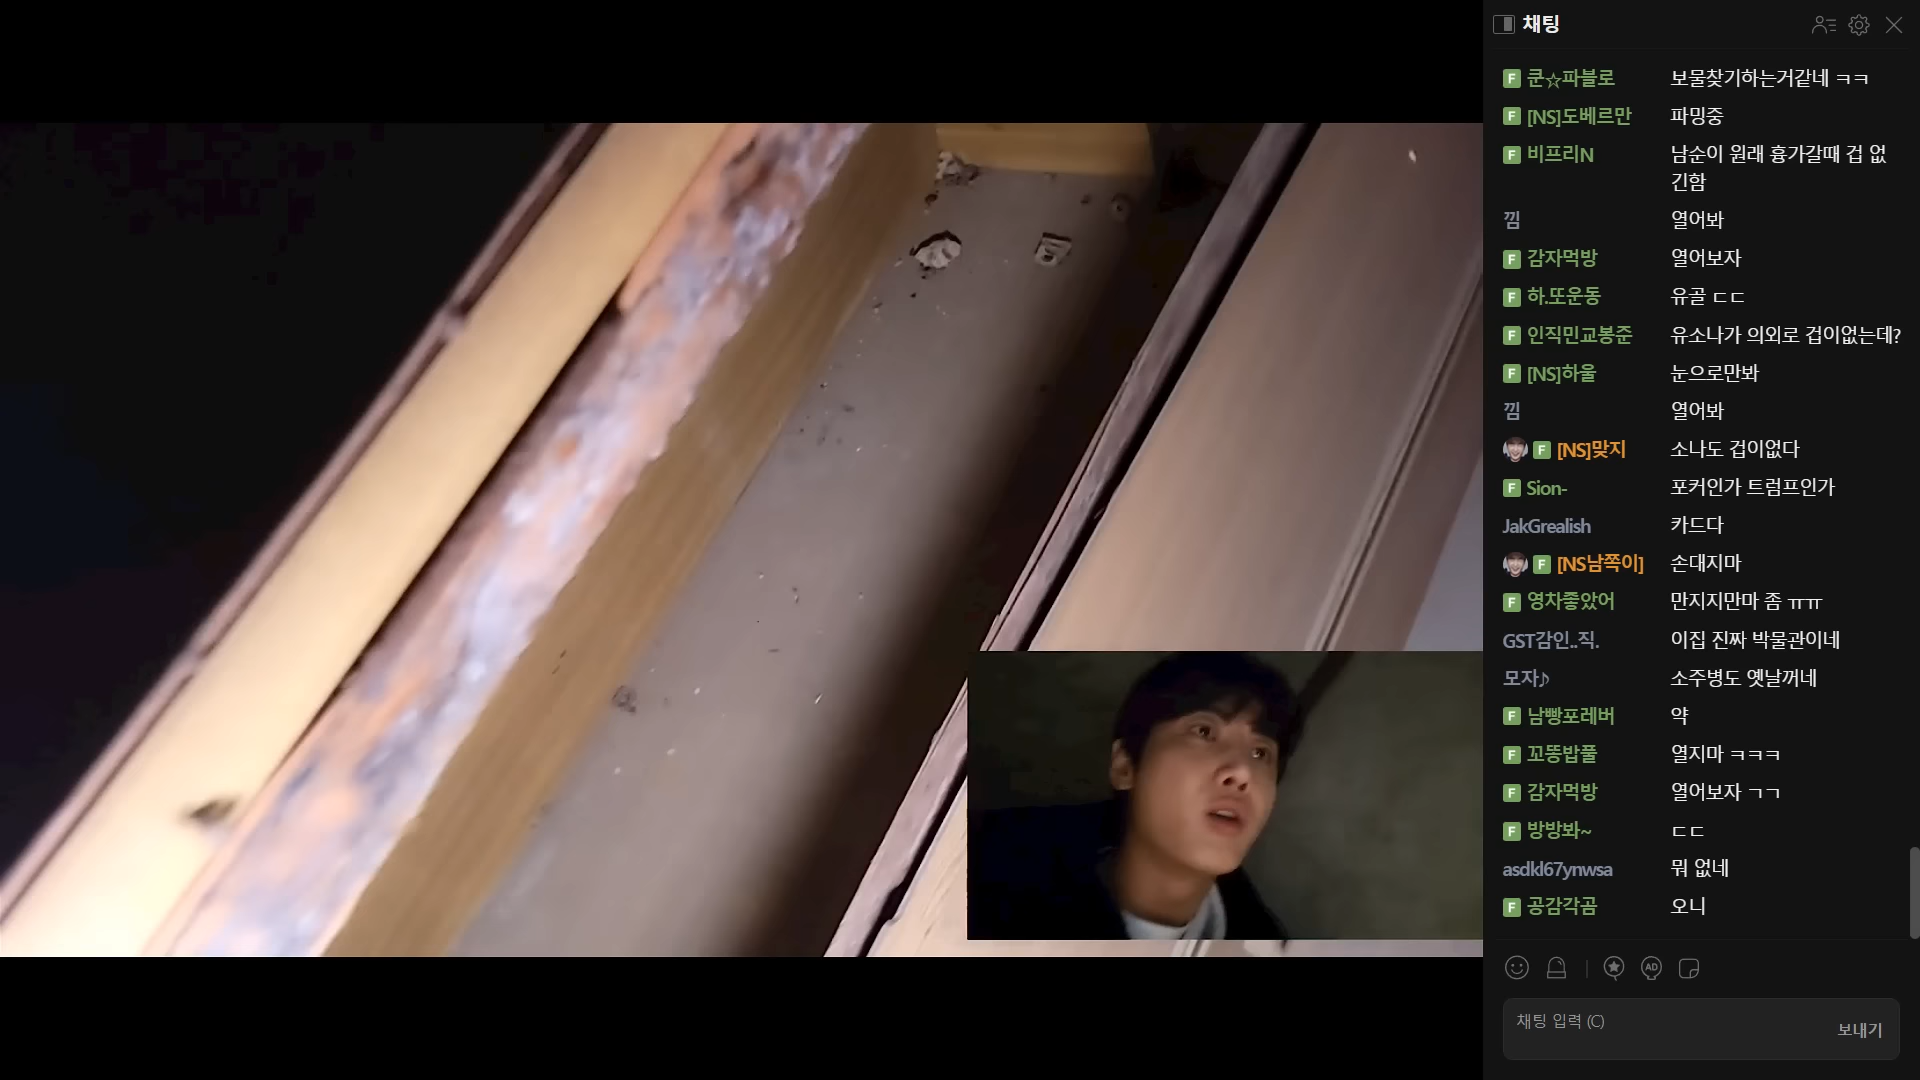 채팅
F 쿤☆파블로 보물찾기하는거같네 ㅋㅋ
F [NS]도베르만 파밍중
F 비프리N 남순이 원래 흉가갈때 겁 없
긴함
낌 열어봐
F 감자먹방 열어보자
F 하.또운동 유골 ㄷㄷ
F 인직민교봉준 유소나가 의외로 겁이없는데?
F [NS]하울 눈으로만봐
낌 열어봐
F [NS]맞지 소나도 겁이없다
F Sion- 포커인가 트럼프인가
JakGrealish 카드다
F [NS남쪽이] 손대지마
F 영차좋았어 만지지만마 좀 ㅠㅠ
GST감인..직. 이집 진짜 박물관이네
모자♪ 소주병도 옛날꺼네
F 남빵포레버 약
F 꼬똥밥풀 열지마 ㅋㅋㅋ
F 감자먹방 열어보자 ㄱㄱ
F 방방봐~ ㄷㄷ
asdkl67ynwsa 뭐 없네
F 공감각곰 오니
AD
채팅 입력 (C)
보내기